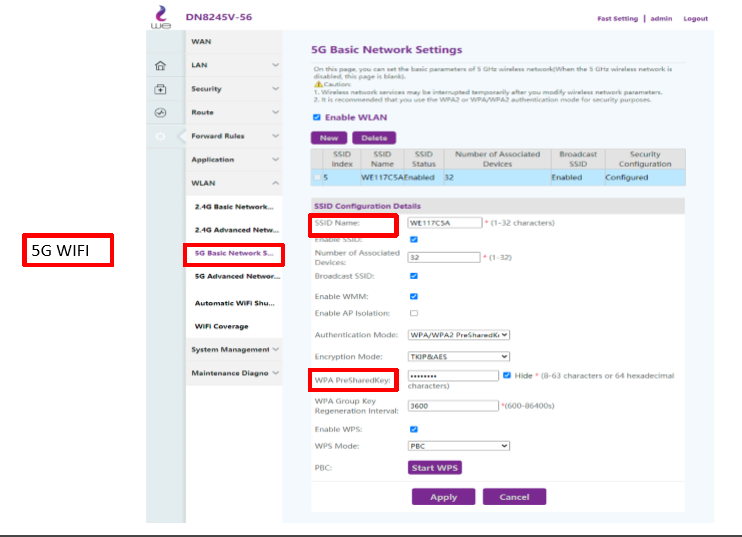 we
DN8245V-56
Fast Setting | admin Logout
5G WIFI
WAN
LAN
Security
Route
Forward Rules
Application
WLAN
2.4G Basic Network...
2.4G Advanced Netw...
5G Basic Network S...
5G Advanced Networ...
Automatic WiFi Shu...
WiFi Coverage
System Management
Maintenance Diagno
5G Basic Network Settings
On this page, you can set the basic parameters of 5 GHz wireless network(When the 5 GHz wireless network is
disabled, this page is blank).
Caution:
1. Wireless network services may be interrupted temporarily after you modify wireless network parameters.
2. It is recommended that you use the WPA2 or WPA/WPA2 authentication mode for security purposes.
Enable WLAN
New Delete
SSID Index SSID Name SSID Status Number of Associated Devices Broadcast SSID Security Configuration
5 WE117C5A Enabled 32 Enabled Configured
SSID Configuration Details
SSID Name: WE117C5A * (1-32 characters)
Enable SSID:
Number of Associated
Devices: 32 * (1-32)
Broadcast SSID:
Enable WMM:
Enable AP Isolation:
Authentication Mode: WPA/WPA2 PreSharedK
Encryption Mode: TKIP&AES
WPA PreSharedKey: •••••••• Hide * (8-63 characters or 64 hexadecimal
characters)
WPA Group Key
Regeneration Interval: 3600 *(600-86400s)
Enable WPS:
WPS Mode: PBC
PBC: Start WPS
Apply Cancel